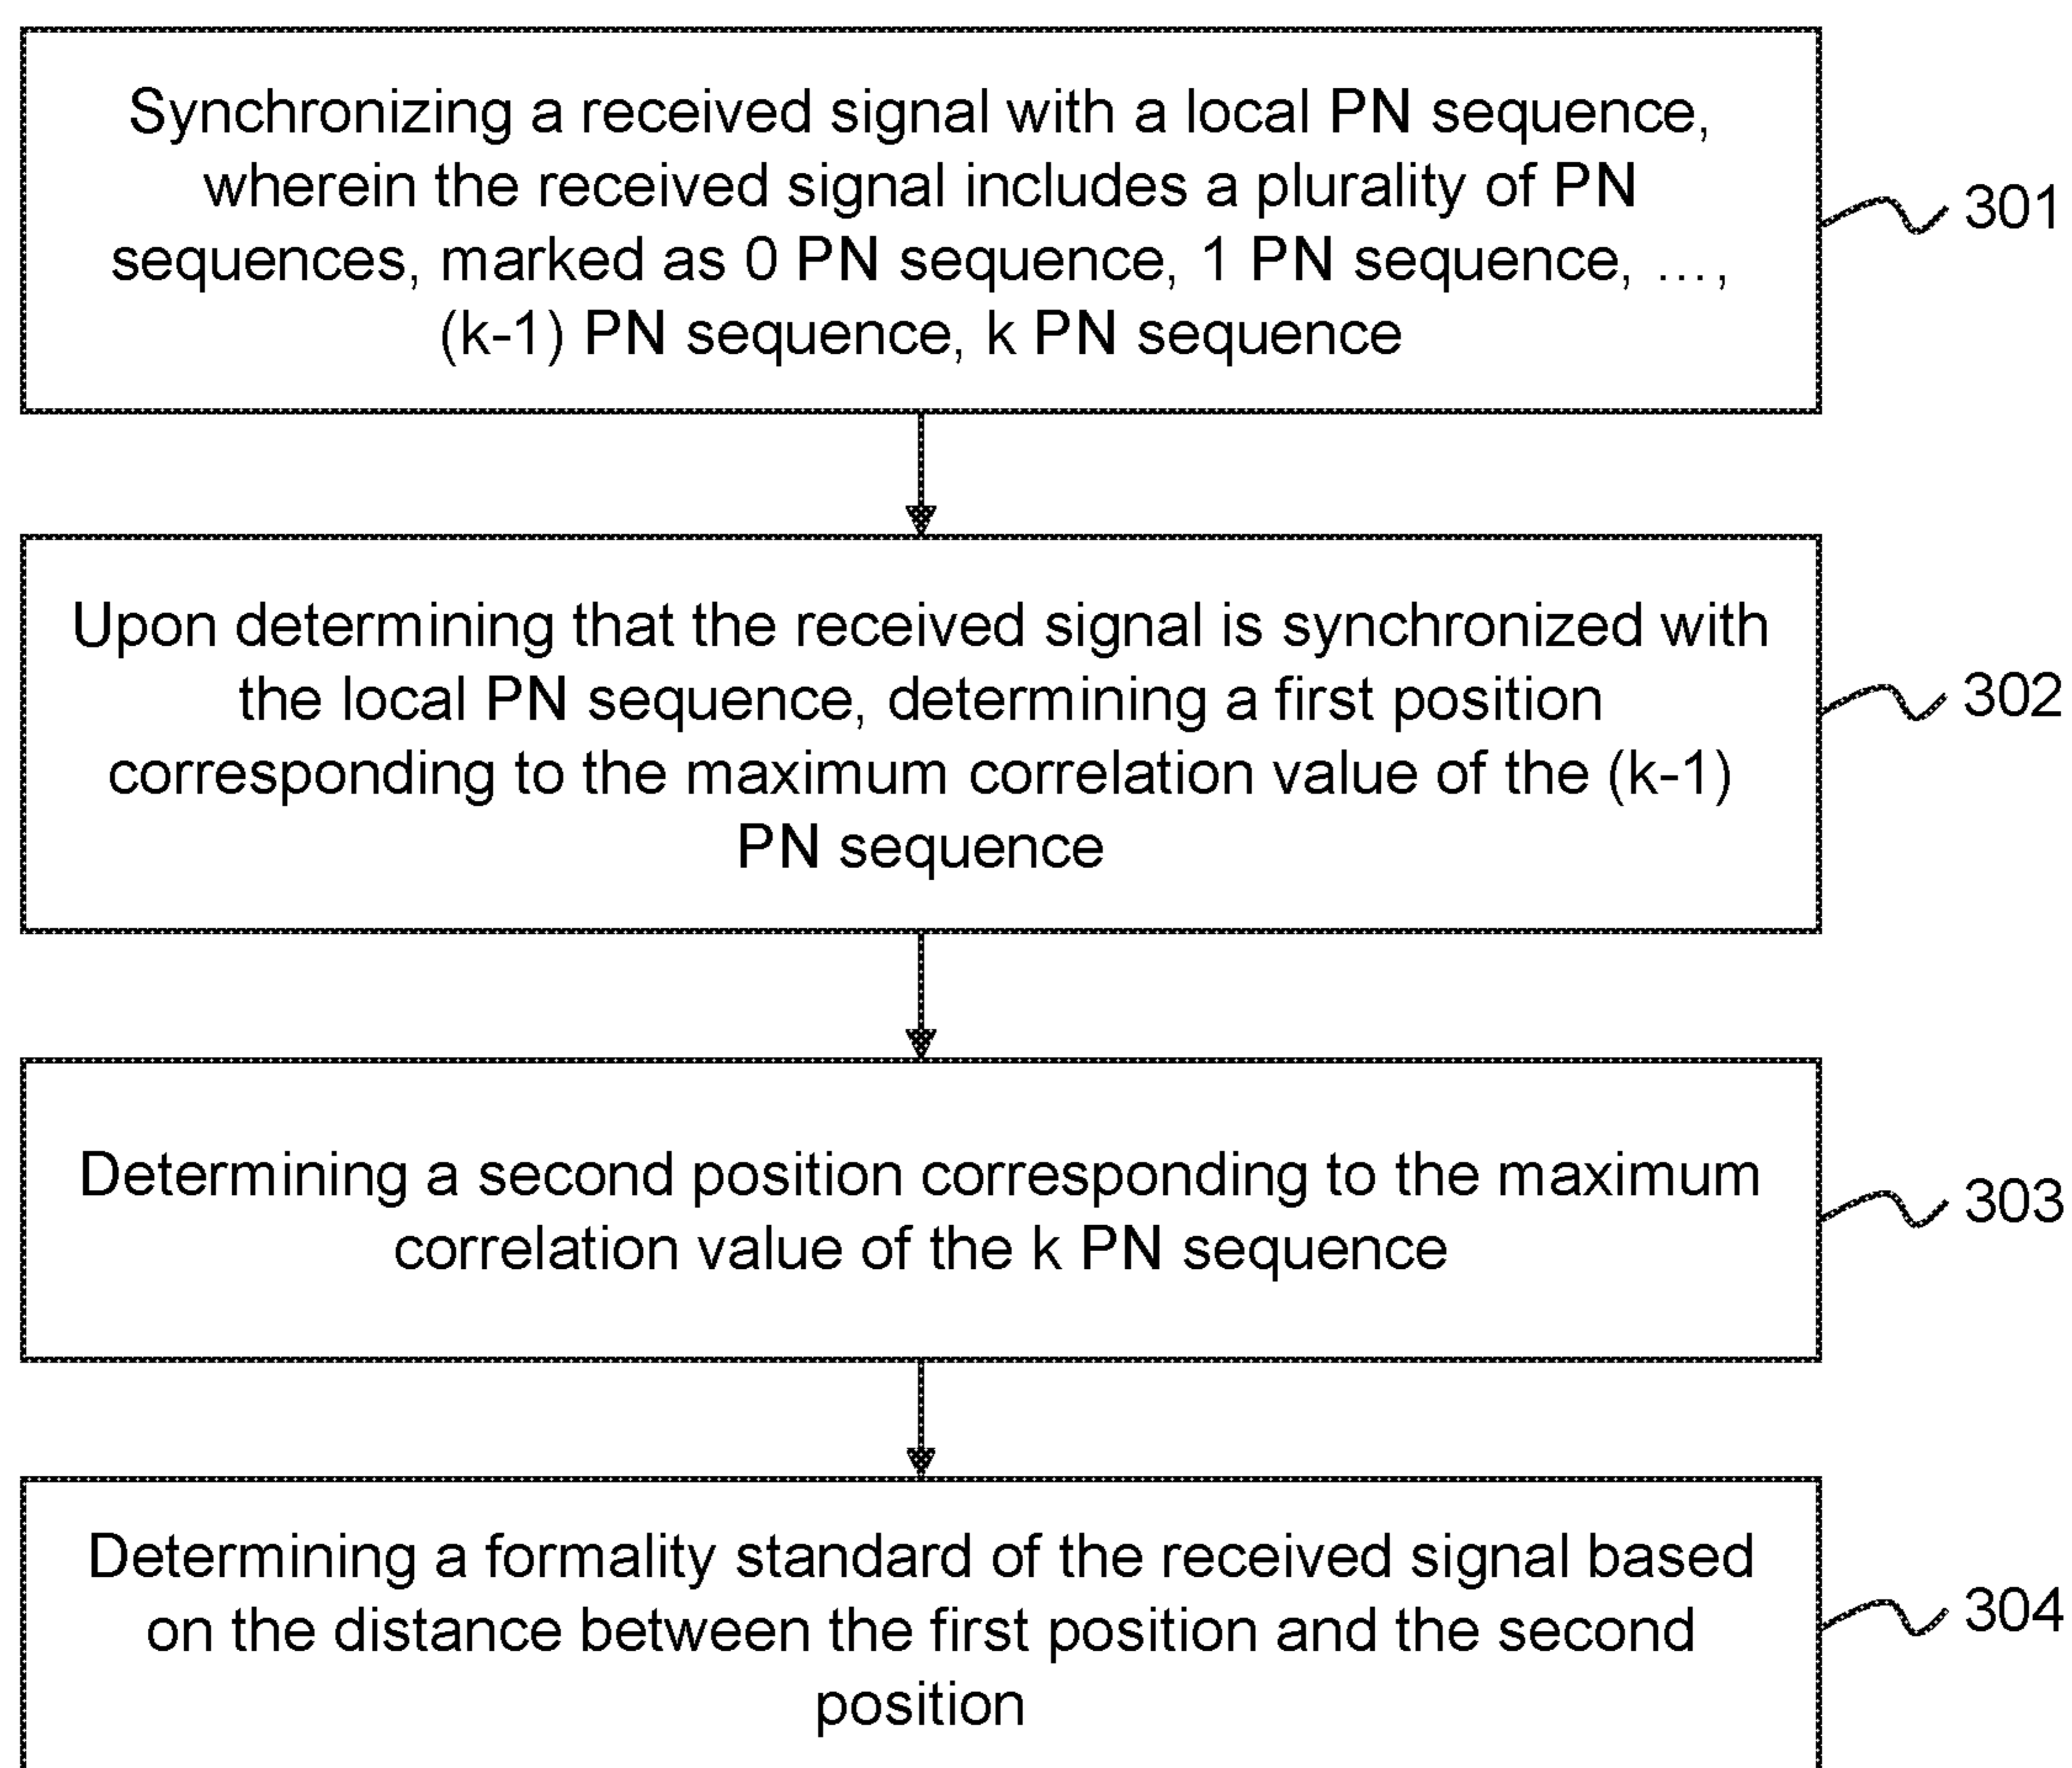 Synchronizing a received signal with a local PN sequence,
wherein the received signal includes a plurality of PN
sequences, marked as 0 PN sequence, 1 PN sequence, ...,
(k-1) PN sequence, k PN sequence
301
Upon determining that the received signal is synchronized with
the local PN sequence, determining a first position
corresponding to the maximum correlation value of the (k-1)
PN sequence
302
Determining a second position corresponding to the maximum
correlation value of the k PN sequence
303
Determining a formality standard of the received signal based
on the distance between the first position and the second
position
304